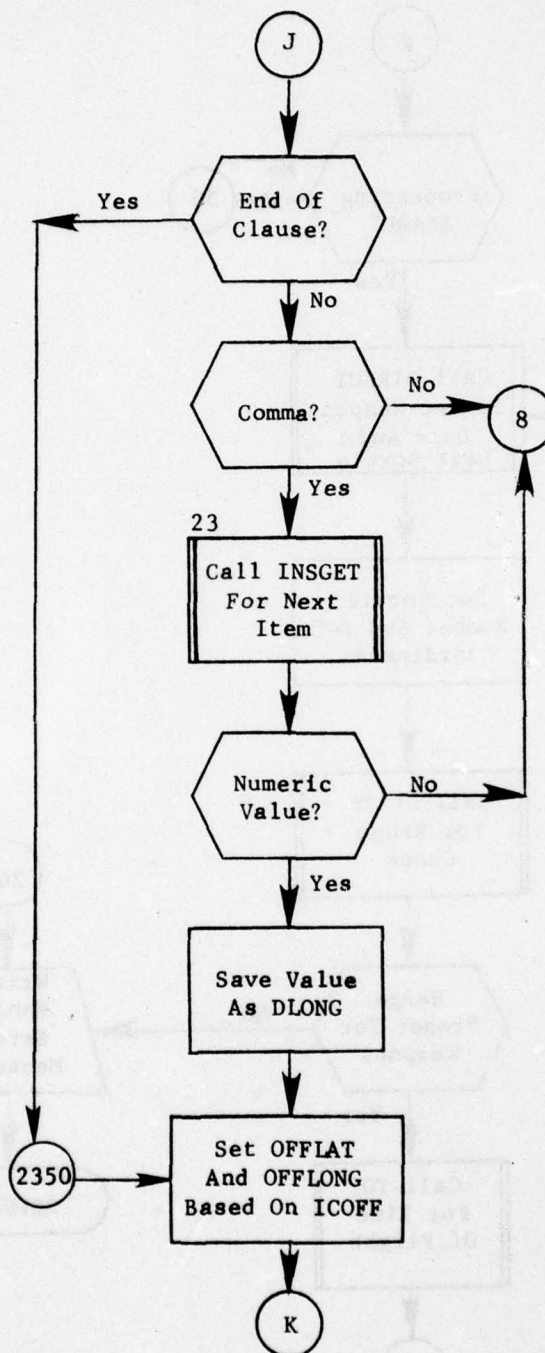 J
End Of
Clause?
Yes
No
Comma?
No
8
Yes
23
Call INSGET
For Next
Item
Numeric
Value?
No
Yes
Save Value
As DLONG
2350
Set OFFLAT
And OFFLONG
Based On ICOFF
K